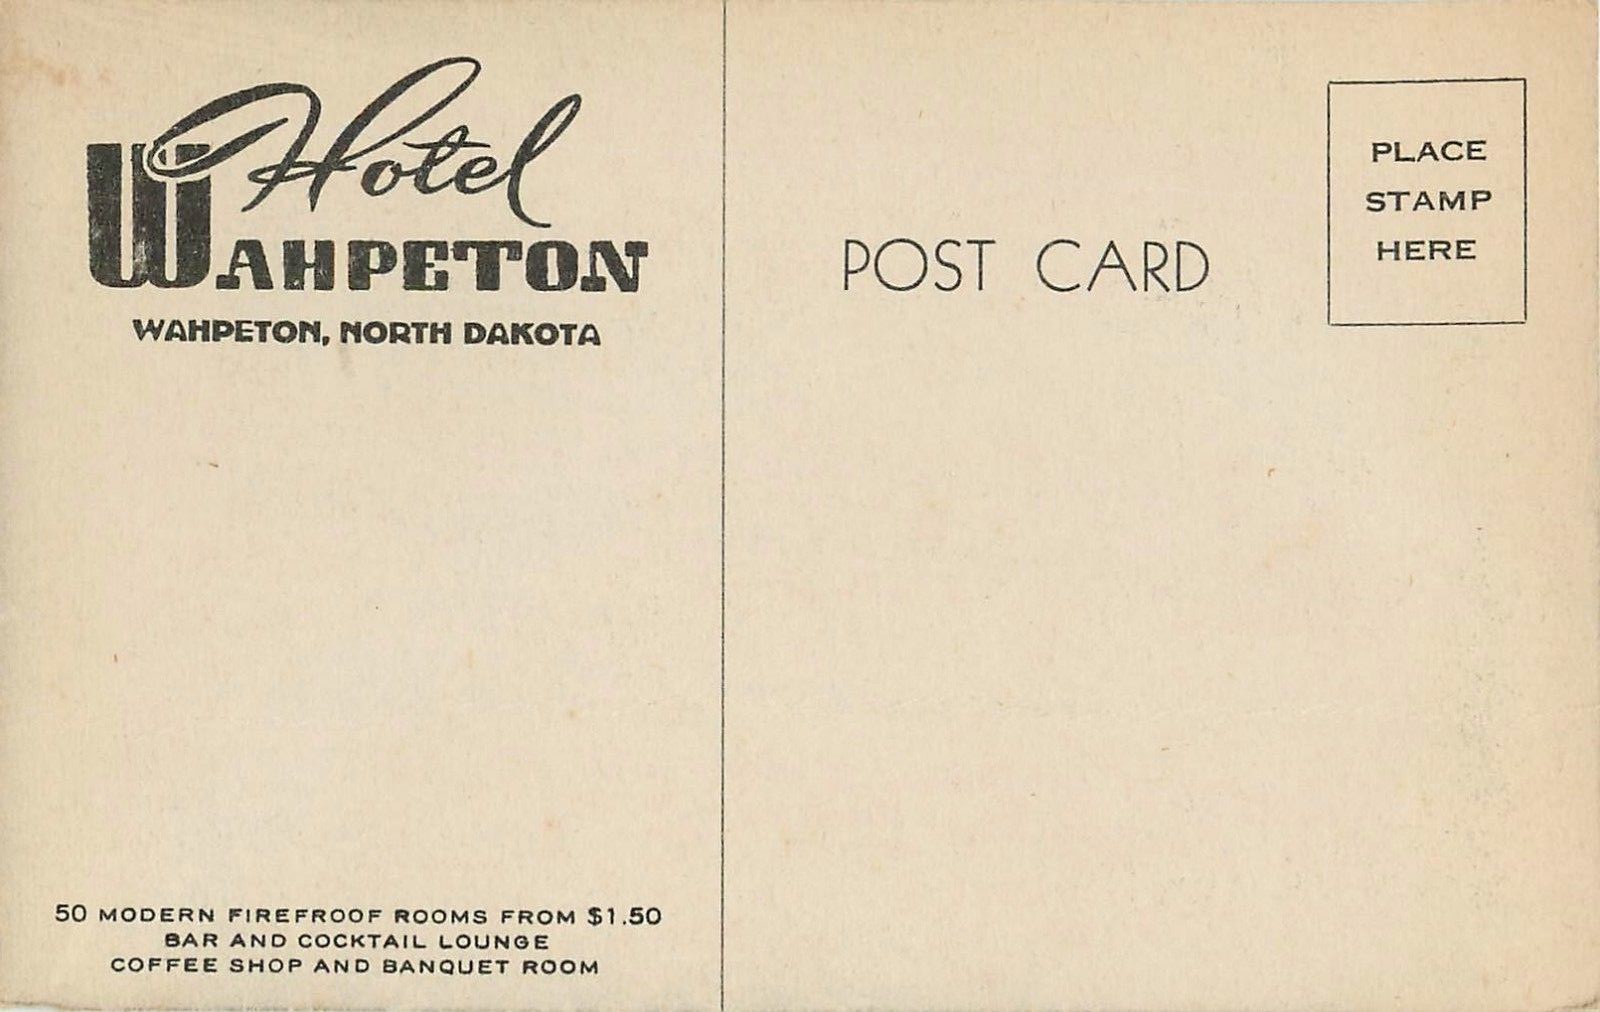 Hotel
WAHPETON
WAHPETON, NORTH DAKOTA
50 MODERN FIREFROOF ROOMS FROM $1.50
BAR AND COCKTAIL LOUNGE
COFFEE SHOP AND BANQUET ROOM
POST CARD
PLACE
STAMP
HERE